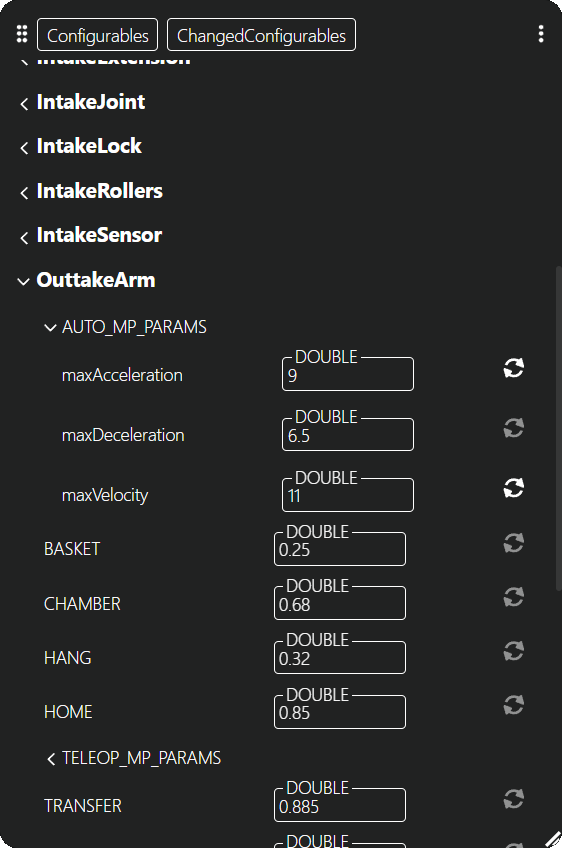 Configurables ChangedConfigurables
IntakeExtension
IntakeJoint
IntakeLock
IntakeRollers
IntakeSensor
OuttakeArm
AUTO_MP_PARAMS
DOUBLE
maxAcceleration 9
DOUBLE
maxDeceleration 6.5
DOUBLE
maxVelocity 11
DOUBLE
BASKET 0.25
DOUBLE
CHAMBER 0.68
DOUBLE
HANG 0.32
DOUBLE
HOME 0.85
TELEOP_MP_PARAMS
DOUBLE
TRANSFER 0.885
DOUBLE